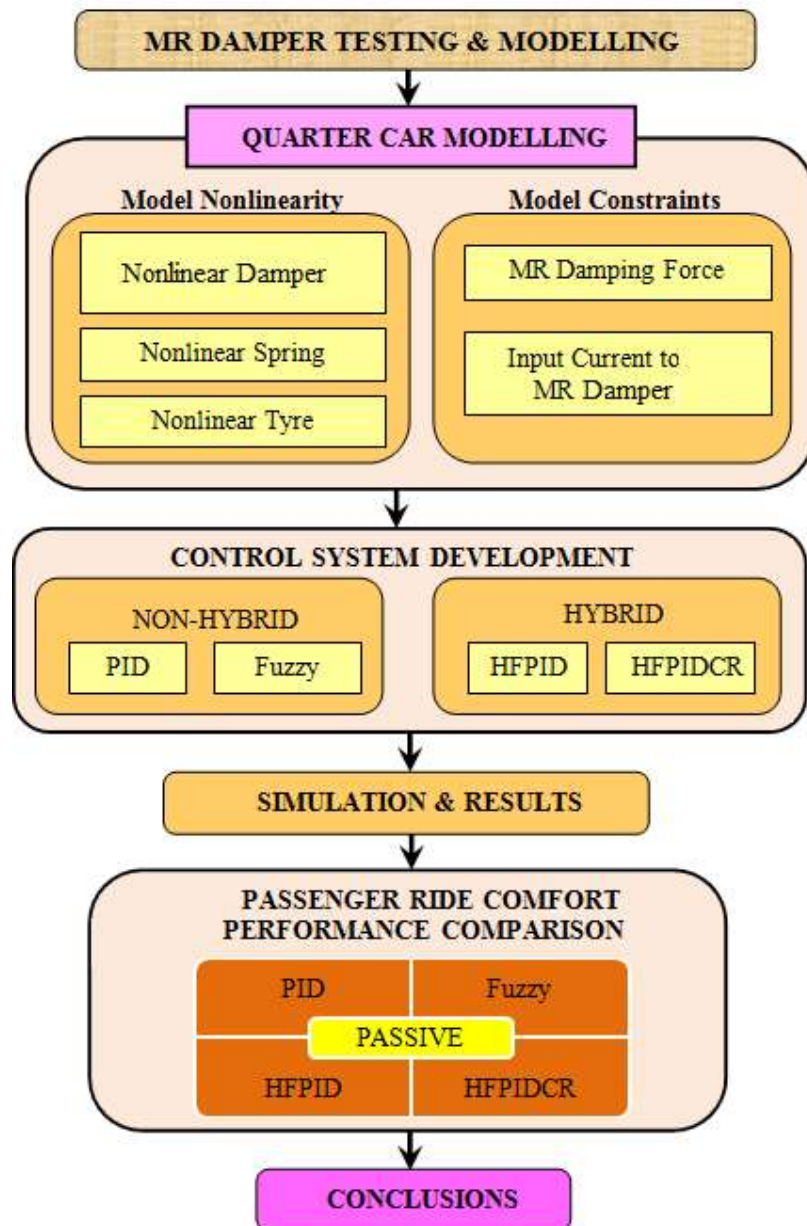 MR DAMPER TESTING & MODELLING
QUARTER CAR MODELLING
Model Nonlinearity
Nonlinear Damper
Nonlinear Spring
Nonlinear Tyre
Model Constraints
MR Damping Force
Input Current to
MR Damper
CONTROL SYSTEM DEVELOPMENT
NON-HYBRID
PID
Fuzzy
HYBRID
HFPID
HFPIDCR
SIMULATION & RESULTS
PASSENGER RIDE COMFORT
PERFORMANCE COMPARISON
PID
Fuzzy
PASSIVE
HFPID
HFPIDCR
CONCLUSIONS